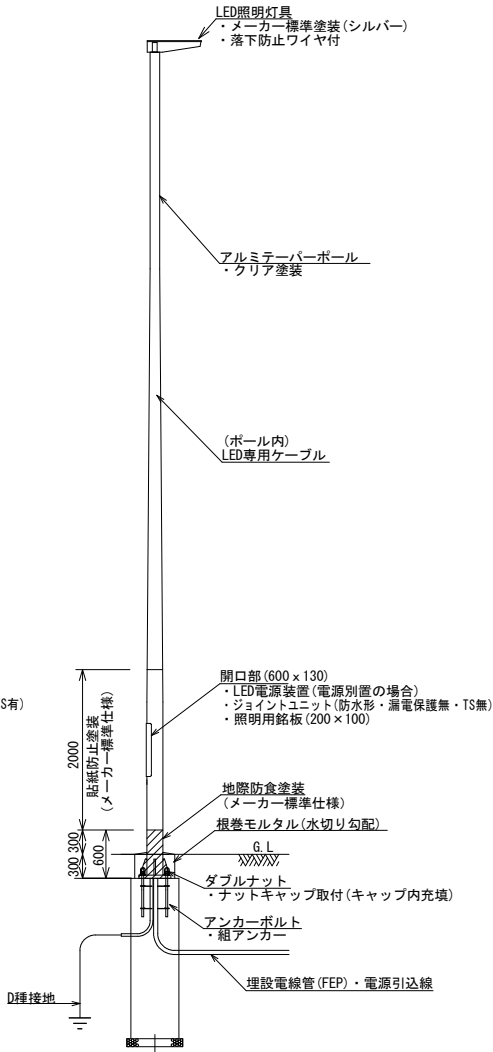 LED照明灯具
・メーカー標準塗装(シルバー)
・落下防止ワイヤ付
アルミテーパーポール
・クリア塗装
(ポール内)
LED専用ケーブル
S有)
開口部(600x130)
・LED電源装置(電源別置の場合)
・ジョイントユニット(防水形・漏電保護無・TS無)
・照明用銘板(200×100)
2000
貼紙防止塗装
(メーカー標準仕様)
地際防食塗装
(メーカー標準仕様)
根巻モルタル(水切り勾配)
300
300
600
G.L
ダブルナット
・ナットキャップ取付(キャップ内充填)
アンカーボルト
・組アンカー
埋設電線管(FEP)・電源引込線
D種接地